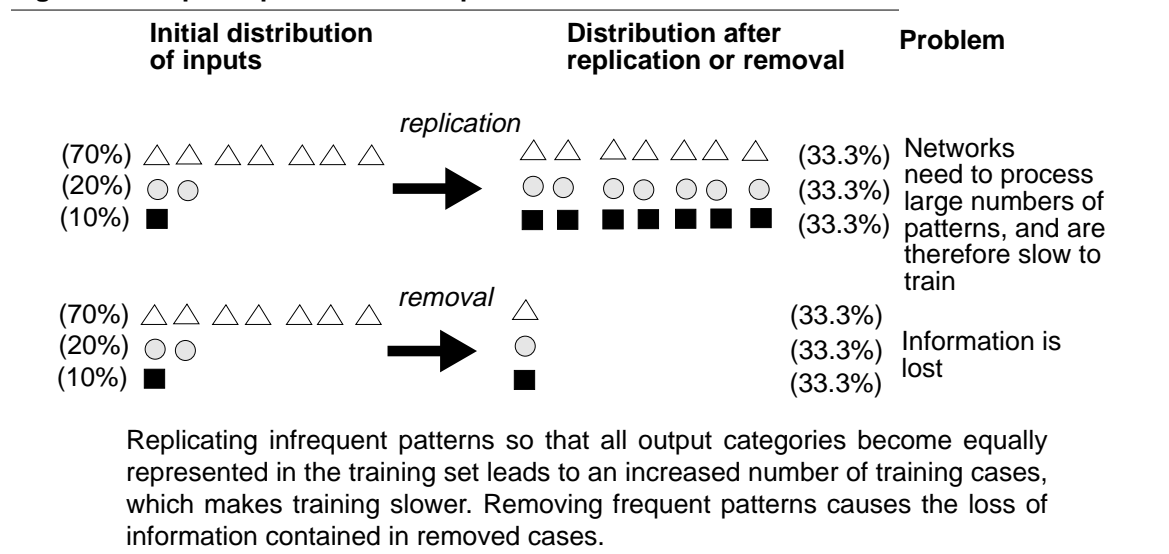 Initial distribution
of inputs
Distribution after
replication or removal
Problem
replication
(70%)
(20%)
(10%)
(33.3%)
(33.3%)
(33.3%)
Networks
need to process
large numbers of
patterns, and are
therefore slow to
train
removal
(70%)
(20%)
(10%)
(33.3%)
(33.3%)
(33.3%)
Information is
lost
Replicating infrequent patterns so that all output categories become equally
represented in the training set leads to an increased number of training cases,
which makes training slower. Removing frequent patterns causes the loss of
information contained in removed cases.